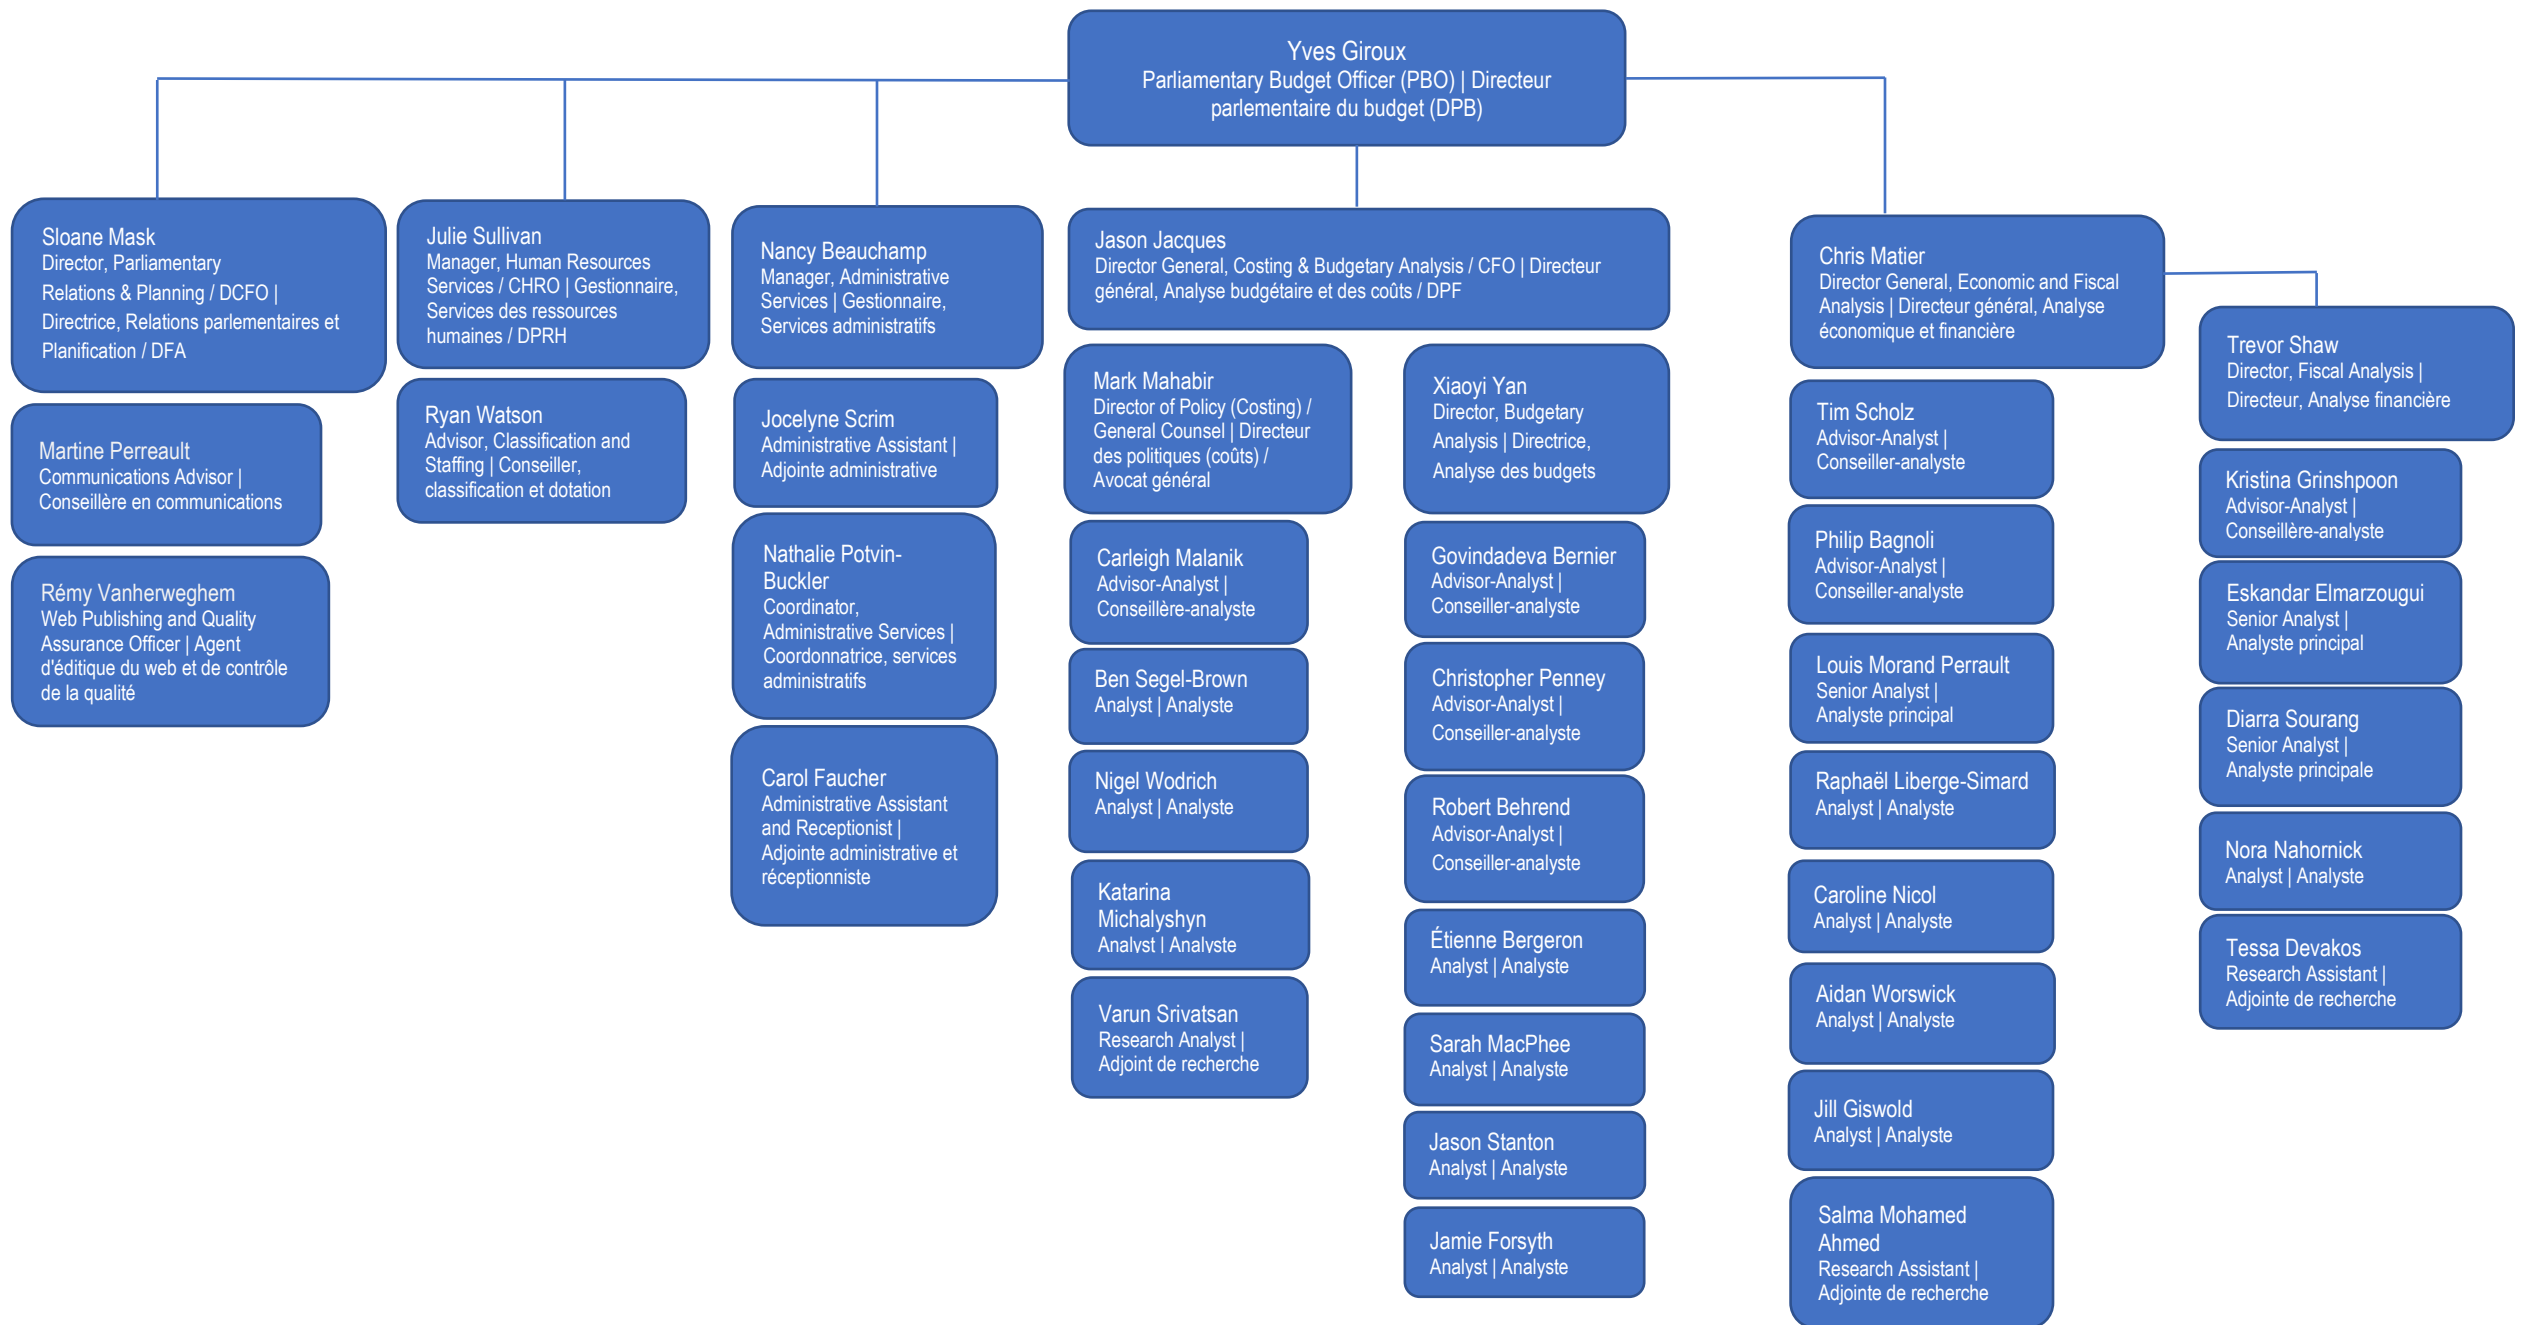 Yves Giroux
Parliamentary Budget Officer (PBO) | Directeur
parlementaire du budget (DPB)
Sloane Mask
Director, Parliamentary
Relations & Planning / DCFO |
Directrice, Relations parlementaires et
Planification / DFA
Martine Perreault
Communications Advisor |
Conseillère en communications
Rémy Vanherweghem
Web Publishing and Quality
Assurance Officer | Agent
d'éditique du web et de contrôle
de la qualité
Julie Sullivan
Manager, Human Resources
Services / CHRO | Gestionnaire,
Services des ressources
humaines / DPRH
Ryan Watson
Advisor, Classification and
Staffing | Conseiller,
classification et dotation
Nancy Beauchamp
Manager, Administrative
Services | Gestionnaire,
Services administratifs
Jocelyne Scrim
Administrative Assistant |
Adjointe administrative
Nathalie Potvin-
Buckler
Coordinator,
Administrative Services |
Coordonnatrice, services
administratifs
Carol Faucher
Administrative Assistant
and Receptionist |
Adjointe administrative et
réceptionniste
Jason Jacques
Director General, Costing & Budgetary Analysis / CFO | Directeur
général, Analyse budgétaire et des coûts / DPF
Mark Mahabir
Director of Policy (Costing) /
General Counsel | Directeur
des politiques (coûts) /
Avocat général
Carleigh Malanik
Advisor-Analyst |
Conseillère-analyste
Ben Segel-Brown
Analyst | Analyste
Nigel Wodrich
Analyst | Analyste
Katarina
Michalyshyn
Analyst | Analyste
Varun Srivatsan
Research Analyst |
Adjoint de recherche
Xiaoyi Yan
Director, Budgetary
Analysis | Directrice,
Analyse des budgets
Govindadeva Bernier
Advisor-Analyst |
Conseiller-analyste
Christopher Penney
Advisor-Analyst |
Conseiller-analyste
Robert Behrend
Advisor-Analyst |
Conseiller-analyste
Étienne Bergeron
Analyst | Analyste
Sarah MacPhee
Analyst | Analyste
Jason Stanton
Analyst | Analyste
Jamie Forsyth
Analyst | Analyste
Chris Matier
Director General, Economic and Fiscal
Analysis | Directeur général, Analyse
économique et financière
Tim Scholz
Advisor-Analyst |
Conseiller-analyste
Philip Bagnoli
Advisor-Analyst |
Conseiller-analyste
Louis Morand Perrault
Senior Analyst |
Analyste principal
Raphaël Liberge-Simard
Analyst | Analyste
Caroline Nicol
Analyst | Analyste
Aidan Worswick
Analyst | Analyste
Jill Giswold
Analyst | Analyste
Salma Mohamed
Ahmed
Research Assistant |
Adjointe de recherche
Trevor Shaw
Director, Fiscal Analysis |
Directeur, Analyse financière
Kristina Grinshpoon
Advisor-Analyst |
Conseillère-analyste
Eskandar Elmarzougui
Senior Analyst |
Analyste principal
Diarra Sourang
Senior Analyst |
Analyste principale
Nora Nahornick
Analyst | Analyste
Tessa Devakos
Research Assistant |
Adjointe de recherche